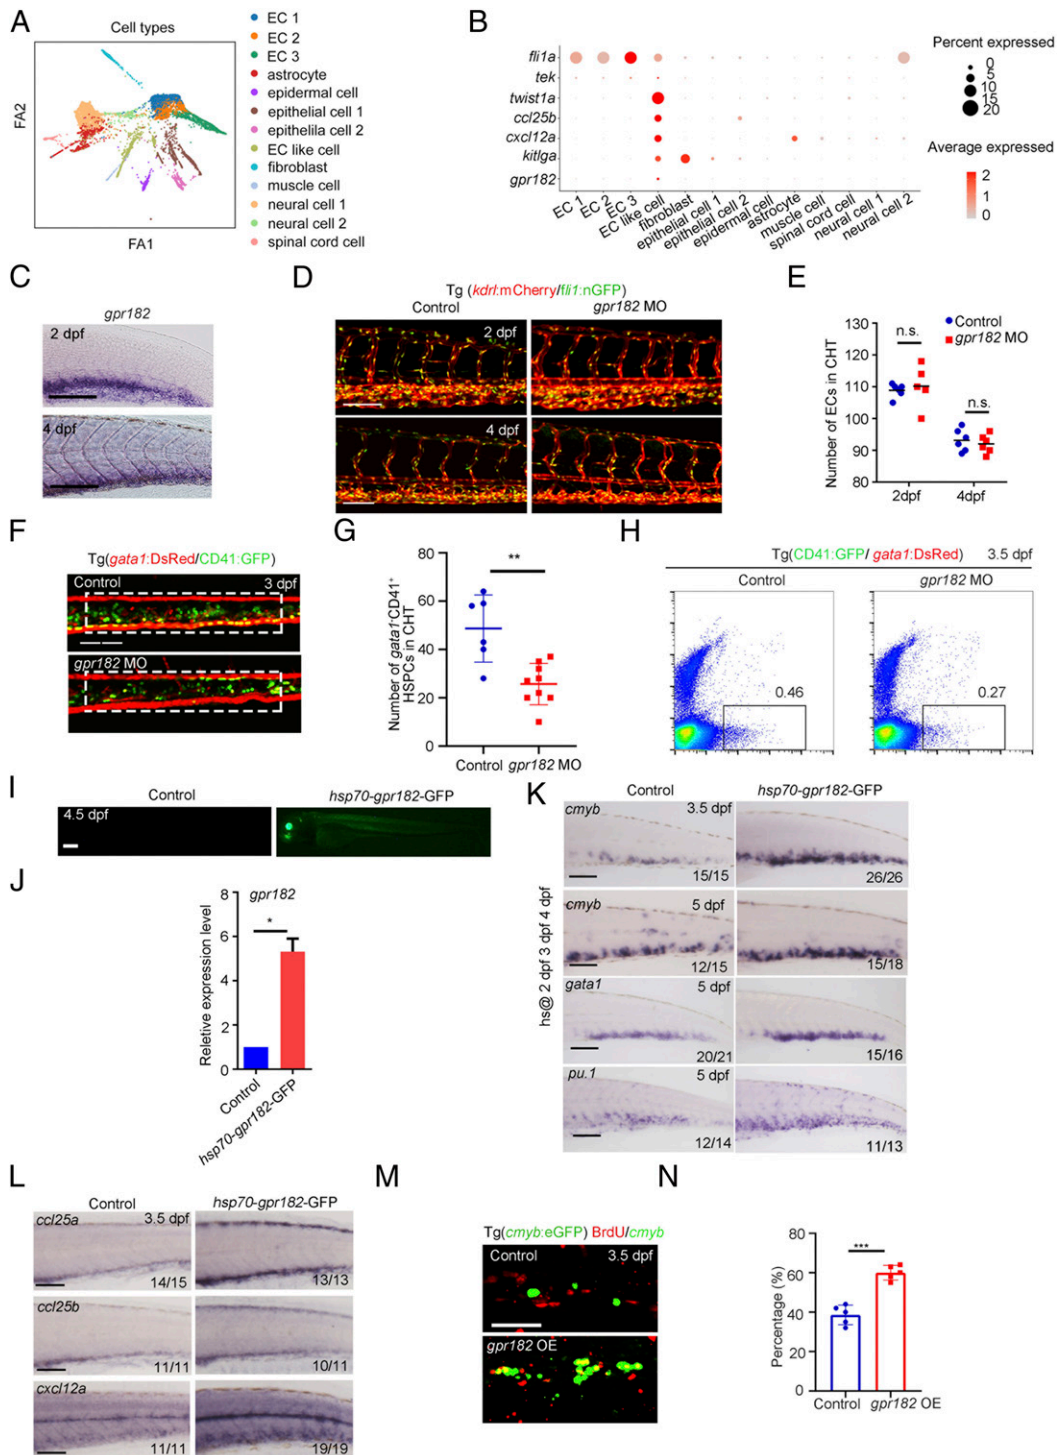 A
Cell types
FA2
FA1
EC 1
EC 2
EC 3
astrocyte
epidermal cell
epithelial cell 1
epithelila cell 2
EC like cell
fibroblast
muscle cell
neural cell 1
neural cell 2
spinal cord cell
B
fli1a
tek
twist1a
ccl25b
cxcl12a
kitlga
gpr182
EC 1
EC 2
EC 3
EC like cell
fibroblast
epithelial cell 1
epithelial cell 2
epidermal cell
astrocyte
muscle cell
spinal cord cell
neural cell 1
neural cell 2
Percent expressed
0
5
10
15
20
Average expressed
2
1
0
C
gpr182
2 dpf
4 dpf
D
Tg (kdrl:mCherry/fli1:nGFP)
Control gpr182 MO
2 dpf
4 dpf
E
Control
gpr182 MO
n.s.
n.s.
Number of ECs in CHT
130
120
110
100
90
80
2dpf 4dpf
F
Tg(gata1:DsRed/CD41:GFP)
Control 3 dpf
gpr182 MO
G
**
Number of gata1-CD41+
HSPCs in CHT
80
60
40
20
0
Control gpr182 MO
H
Tg(CD41:GFP/ gata1:DsRed) 3.5 dpf
Control gpr182 MO
0.46
0.27
I
Control hsp70-gpr182-GFP
4.5 dpf
J
gpr182
*
Reletive expression level
8
6
4
2
0
Control
hsp70-gpr182-GFP
K
Control hsp70-gpr182-GFP
hs@ 2 dpf 3 dpf 4 dpf
cmyb 3.5 dpf
15/15 26/26
cmyb 5 dpf
12/15 15/18
gata1 5 dpf
20/21 15/16
pu.1 5 dpf
12/14 11/13
L
Control hsp70-gpr182-GFP
ccl25a 3.5 dpf
14/15 13/13
ccl25b
11/11 10/11
cxcl12a
11/11 19/19
M
Tg(cmyb:eGFP) BrdU/cmyb
Control 3.5 dpf
gpr182 OE
N
***
Percentage (%)
80
60
40
20
0
Control gpr182 OE